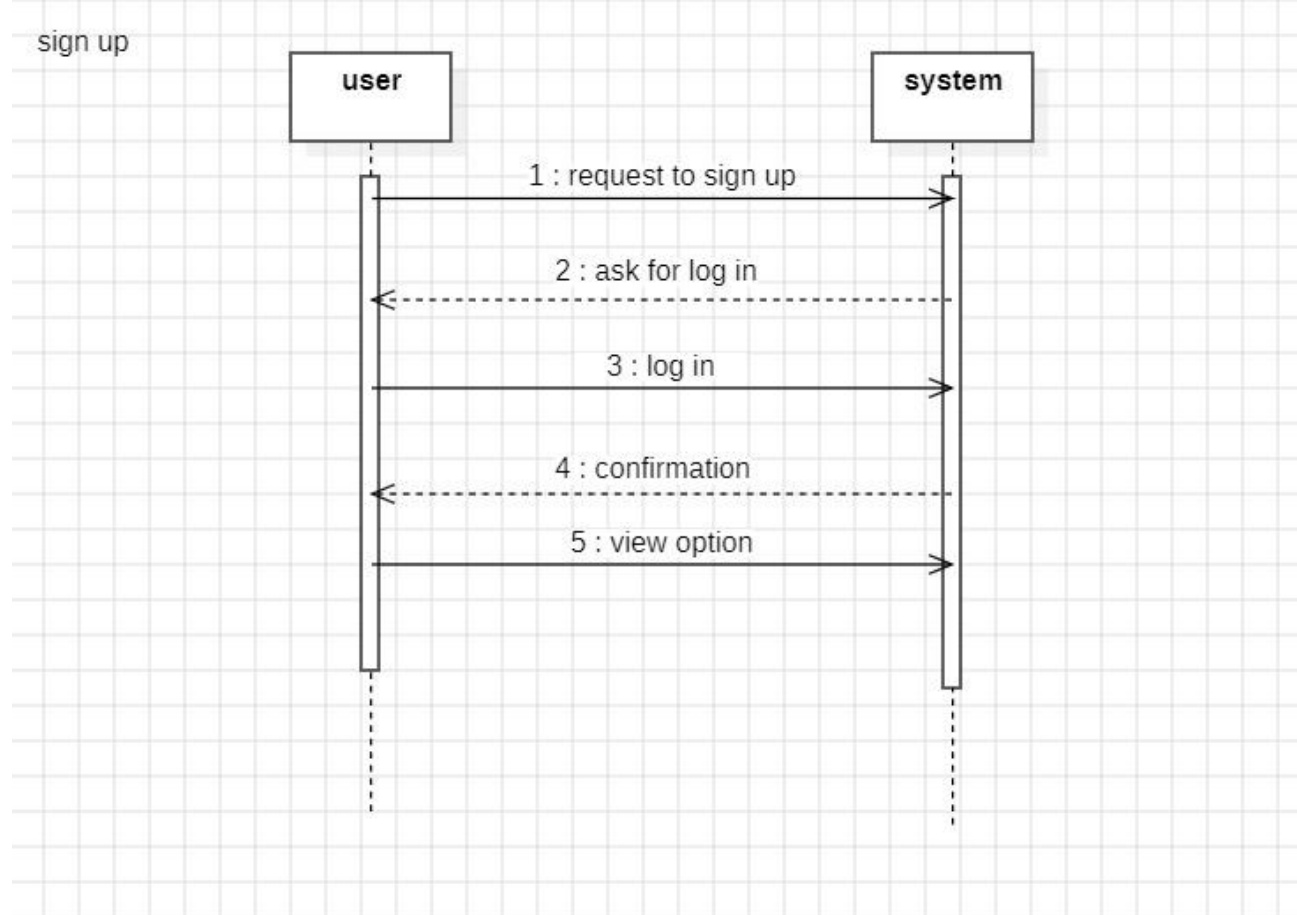 sign up
user
system
1 : request to sign up
2 : ask for log in
3 : log in
4 : confirmation
5 : view option